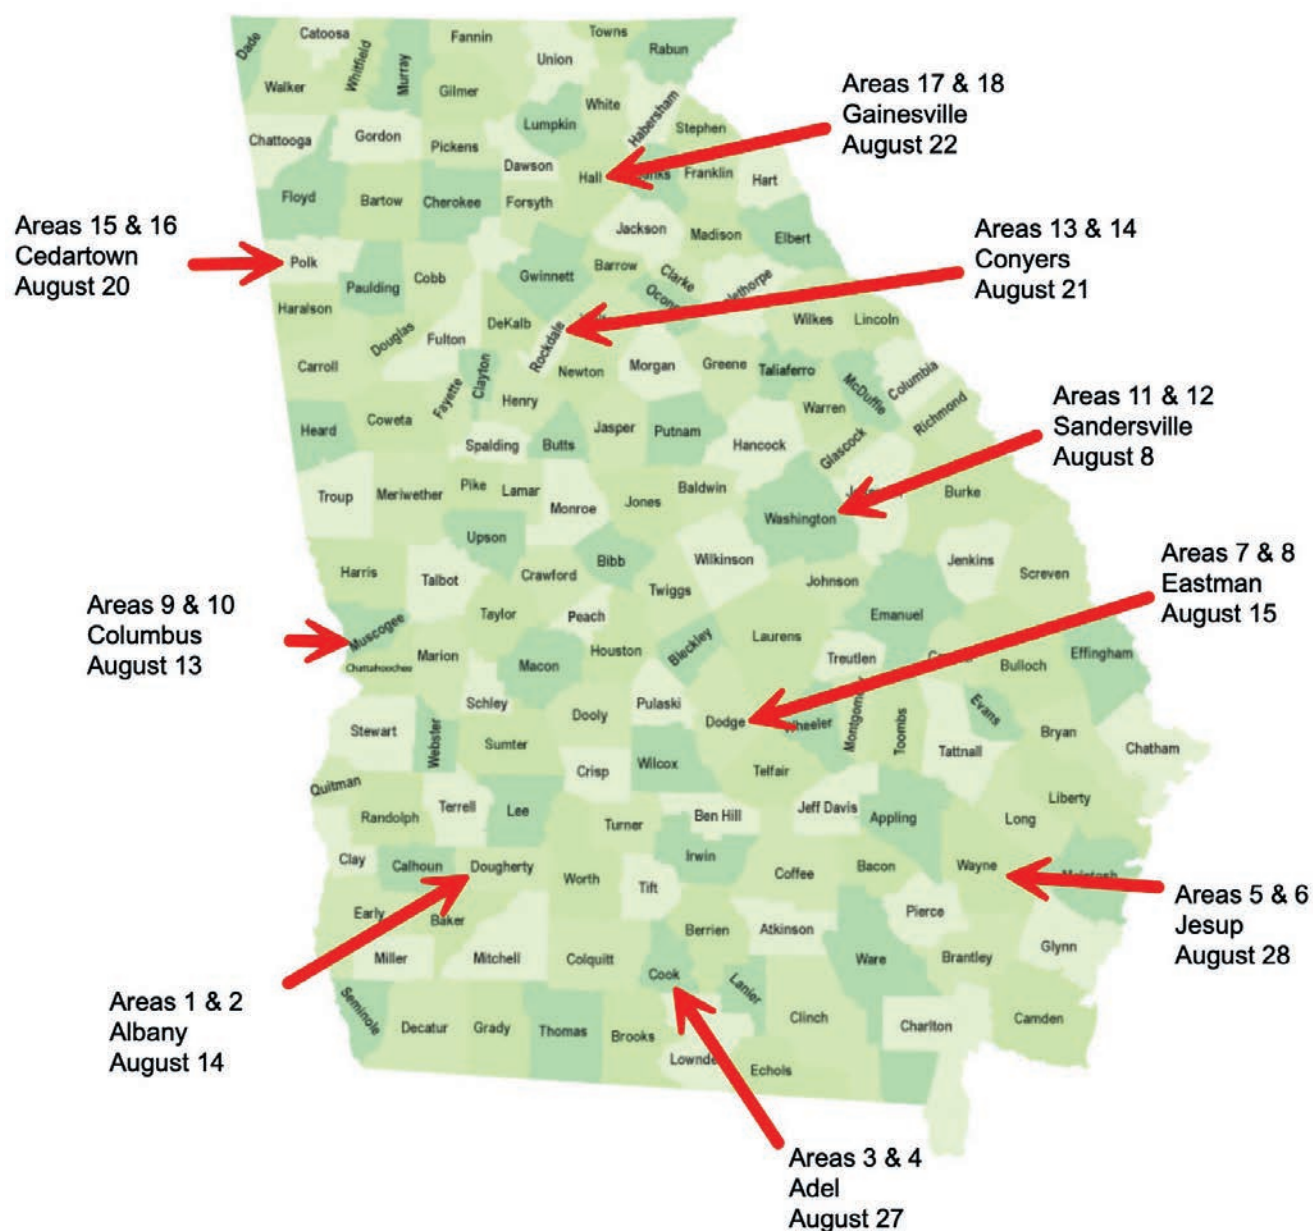 Towns
Catoosa
Fannin
Dade
Whitfield
Union
Rabun
Murray
Walker
Gilmer
Areas 17 & 18
Gainesville
August 22
White
Habersham
Lumpkin
Stephen
Chattooga
Gordon
Pickens
Dawson
Hall
Franklin
Hart
Floyd
Bartow
Cherokee
Forsyth
Areas 15 & 16
Cedartown
August 20
Jackson
Madison
Elbert
Areas 13 & 14
Conyers
August 21
Polk
Paulding
Cobb
Gwinnett
Barrow
Clarke
Haralson
Douglas
Fulton
DeKalb
Rockdale
Wilkes
Lincoln
Carroll
Fayette
Clayton
Newton
Morgan
Greene
Taliaferro
McDuffie
Columbia
Henry
Warren
Richmond
Areas 11 & 12
Sandersville
August 8
Heard
Coweta
Spalding
Butts
Jasper
Putnam
Hancock
Glascock
Troup
Meriwether
Pike
Lamar
Monroe
Jones
Baldwin
Washington
Burke
Upson
Bibb
Wilkinson
Jenkins
Screven
Harris
Talbot
Crawford
Twiggs
Johnson
Areas 7 & 8
Eastman
August 15
Areas 9 & 10
Columbus
August 13
Muscogee
Taylor
Peach
Emanuel
Chattahoochee
Marion
Macon
Houston
Bleckley
Laurens
Treutlen
Bulloch
Effingham
Schley
Dooly
Pulaski
Dodge
Wheeler
Toombs
Evans
Stewart
Webster
Sumter
Tattnall
Bryan
Chatham
Quitman
Crisp
Wilcox
Telfair
Randolph
Terrell
Lee
Turner
Ben Hill
Jeff Davis
Appling
Long
Liberty
Clay
Calhoun
Dougherty
Worth
Tift
Irwin
Coffee
Bacon
Wayne
McIntosh
Areas 5 & 6
Jesup
August 28
Early
Baker
Berrien
Atkinson
Pierce
Miller
Mitchell
Colquitt
Cook
Lanier
Ware
Brantley
Glynn
Areas 1 & 2
Albany
August 14
Seminole
Decatur
Grady
Thomas
Brooks
Clinch
Charlton
Camden
Echols
Areas 3 & 4
Adel
August 27